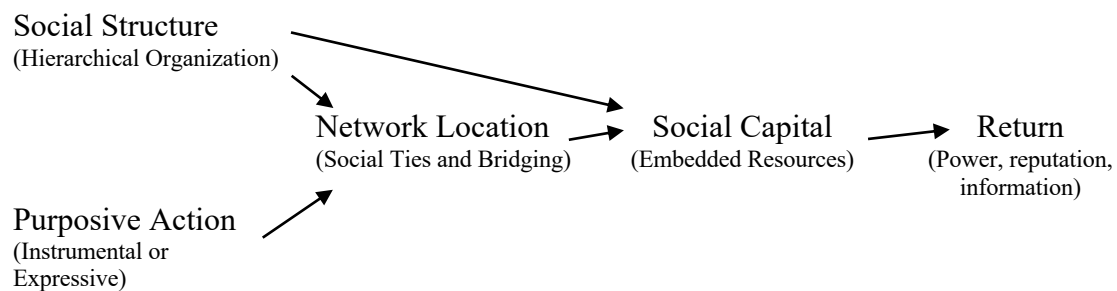 Social Structure
(Hierarchical Organization)
Network Location
(Social Ties and Bridging)
Social Capital
(Embedded Resources)
Return
(Power, reputation,
information)
Purposive Action
(Instrumental or
Expressive)